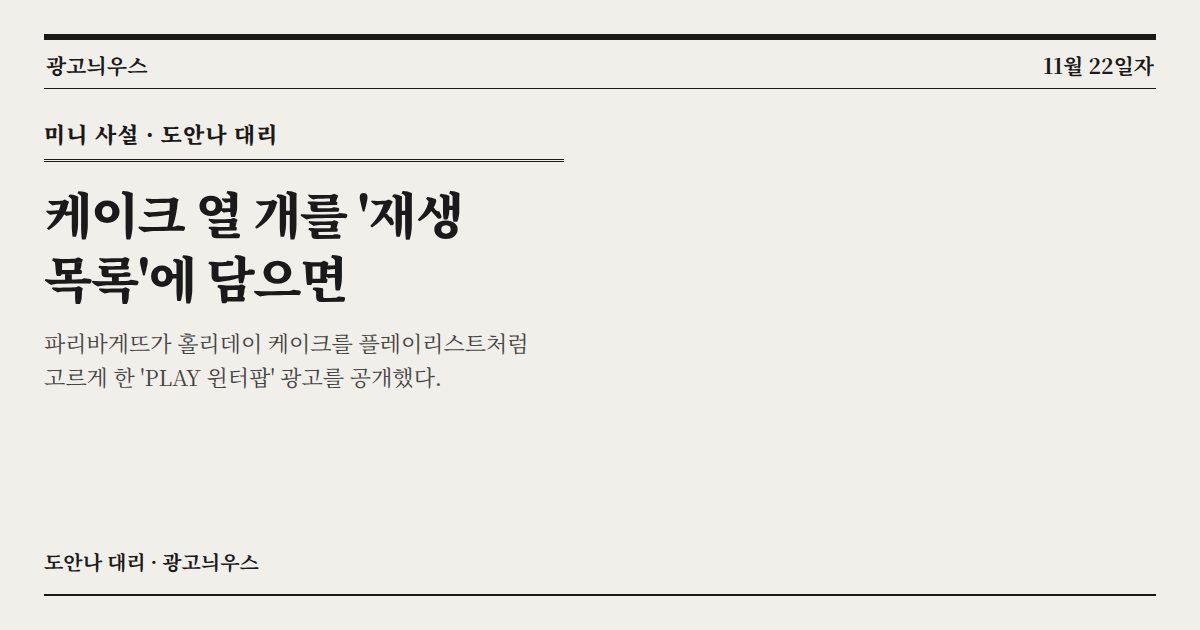 광고늬우스
11월 22일자
미니 사설 · 도안나 대리
케이크 열 개를 '재생
목록'에 담으면
파리바게뜨가 홀리데이 케이크를 플레이리스트처럼
고르게 한 'PLAY 윈터팝' 광고를 공개했다.
도안나 대리 · 광고늬우스